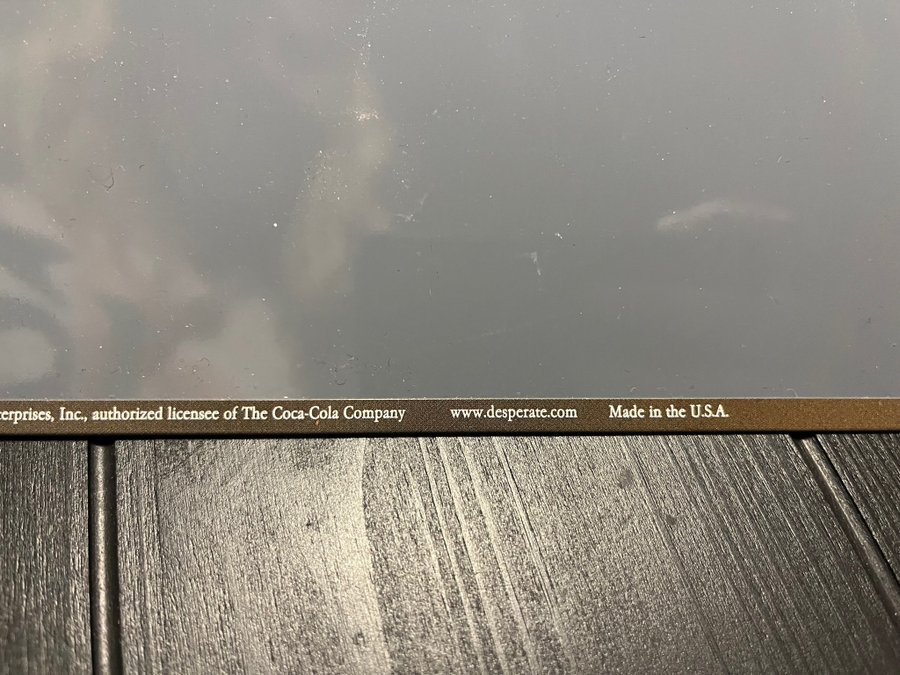 erprises, Inc., authorized licensee of The Coca-Cola Company www.desperate.com Made in the U.S.A.